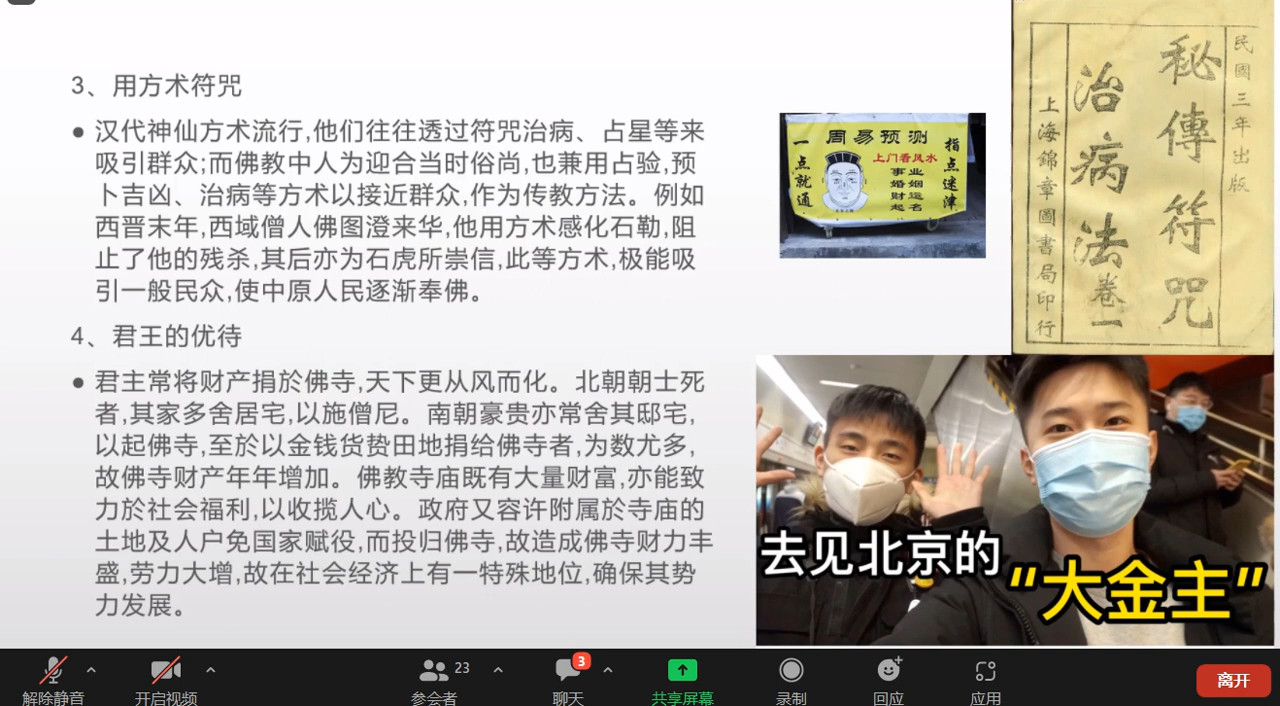 3、用方术符咒
● 汉代神仙方术流行,他们往往透过符咒治病、占星等来
吸引群众;而佛教中人为迎合当时俗尚,也兼用占验,预
卜吉凶、治病等方术以接近群众,作为传教方法。例如
西晋末年,西域僧人佛图澄来华,他用方术感化石勒,阻
止了他的残杀,其后亦为石虎所崇信,此等方术,极能吸
引一般民众,使中原人民逐渐奉佛。
4、君王的优待
● 君主常将财产捐於佛寺,天下更从风而化。北朝朝士死
者,其家多舍居宅,以施僧尼。南朝豪贵亦常舍其邸宅,
以起佛寺,至於以金钱货贽田地捐给佛寺者,为数尤多,
故佛寺财产年年增加。佛教寺庙既有大量财富,亦能致
力於社会福利,以收揽人心。政府又容许附属於寺庙的
土地及人户免国家赋役,而投归佛寺,故造成佛寺财力丰
盛,劳力大增,故在社会经济上有一特殊地位,确保其势
力发展。
周易预测
一点就通
上门看风水
事业
婚姻
财运
起名
指点迷津
民國三年出版
秘傳符咒
治病法卷一
上海錦章圖書局印行
去见北京的
“大金主”
解除静音
开启视频
23
参会者
3
聊天
共享屏幕
录制
回应
应用
离开